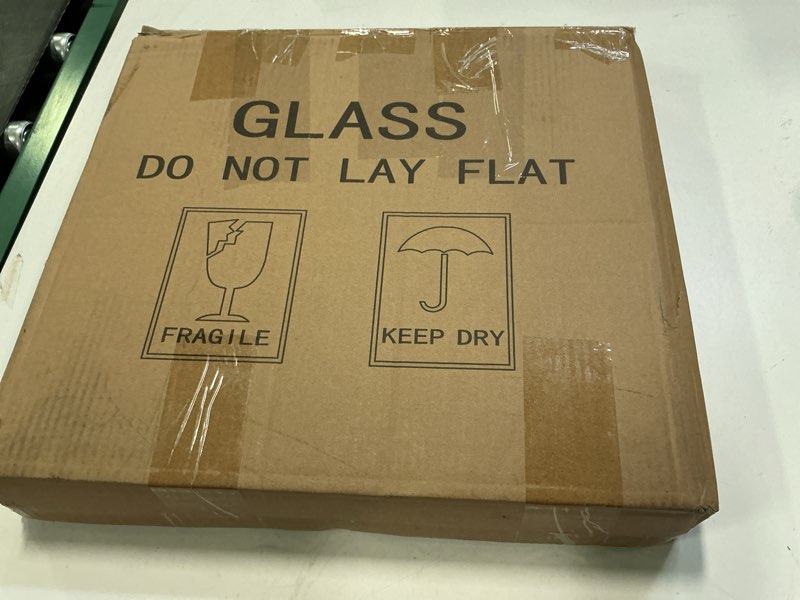 GLASS
DO NOT LAY FLAT
FRAGILE
KEEP DRY